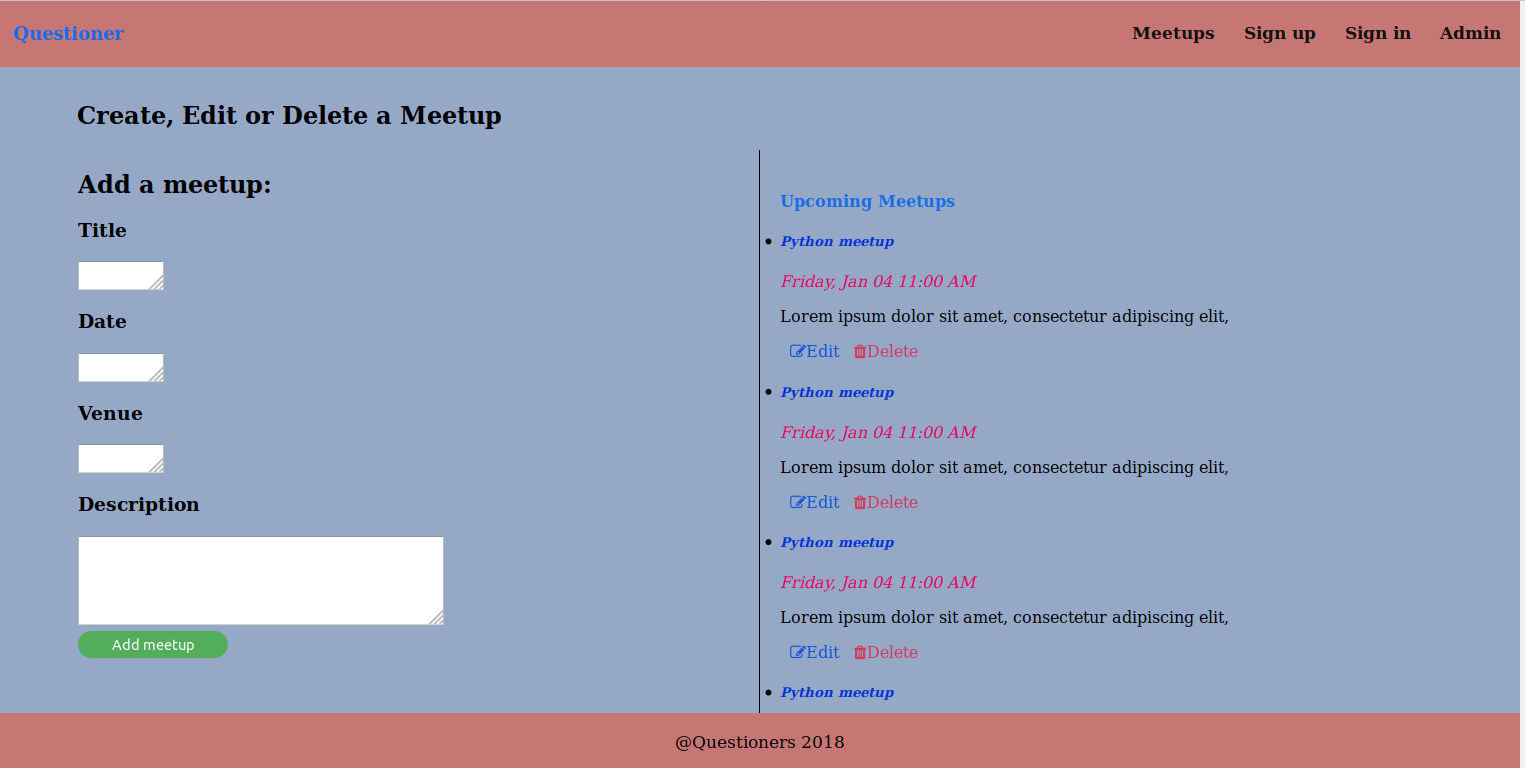 Questioner Meetups Sign up Sign in Admin
Create, Edit or Delete a Meetup
Add a meetup:
Title
Date
Venue
Description
Add meetup
Upcoming Meetups
Python meetup
Friday, Jan 04 11:00 AM
Lorem ipsum dolor sit amet, consectetur adipiscing elit,
Edit Delete
Python meetup
Friday, Jan 04 11:00 AM
Lorem ipsum dolor sit amet, consectetur adipiscing elit,
Edit Delete
Python meetup
Friday, Jan 04 11:00 AM
Lorem ipsum dolor sit amet, consectetur adipiscing elit,
Edit Delete
Python meetup
@Questioners 2018